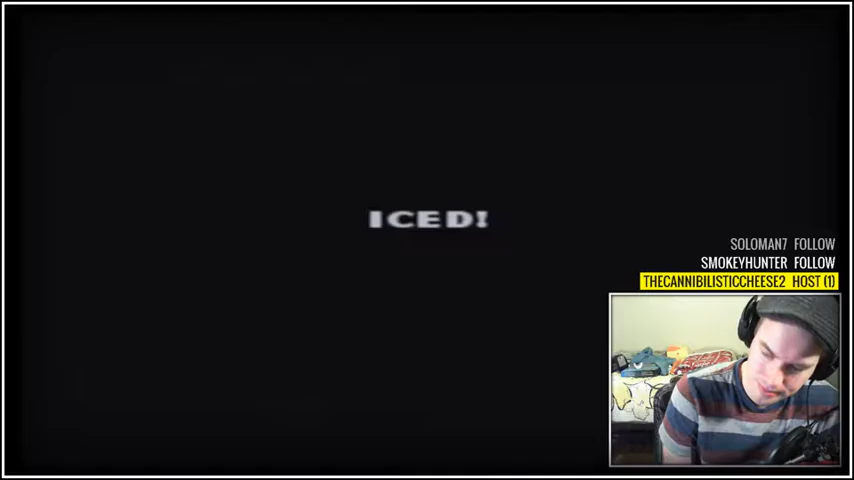 ICED!
SOLOMAN7 FOLLOW
SMOKEYHUNTER FOLLOW
THECANNIBILISTICCHEESE2 HOST (1)